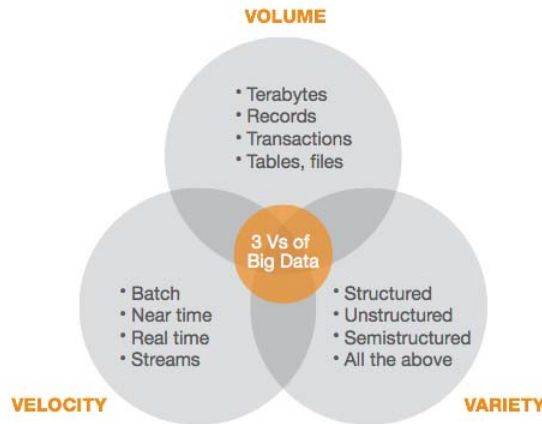 VOLUME
• Terabytes
• Records
• Transactions
• Tables, files
3 Vs of
Big Data
• Batch
• Near time
• Real time
• Streams
• Structured
• Unstructured
• Semistructured
• All the above
VELOCITY
VARIETY